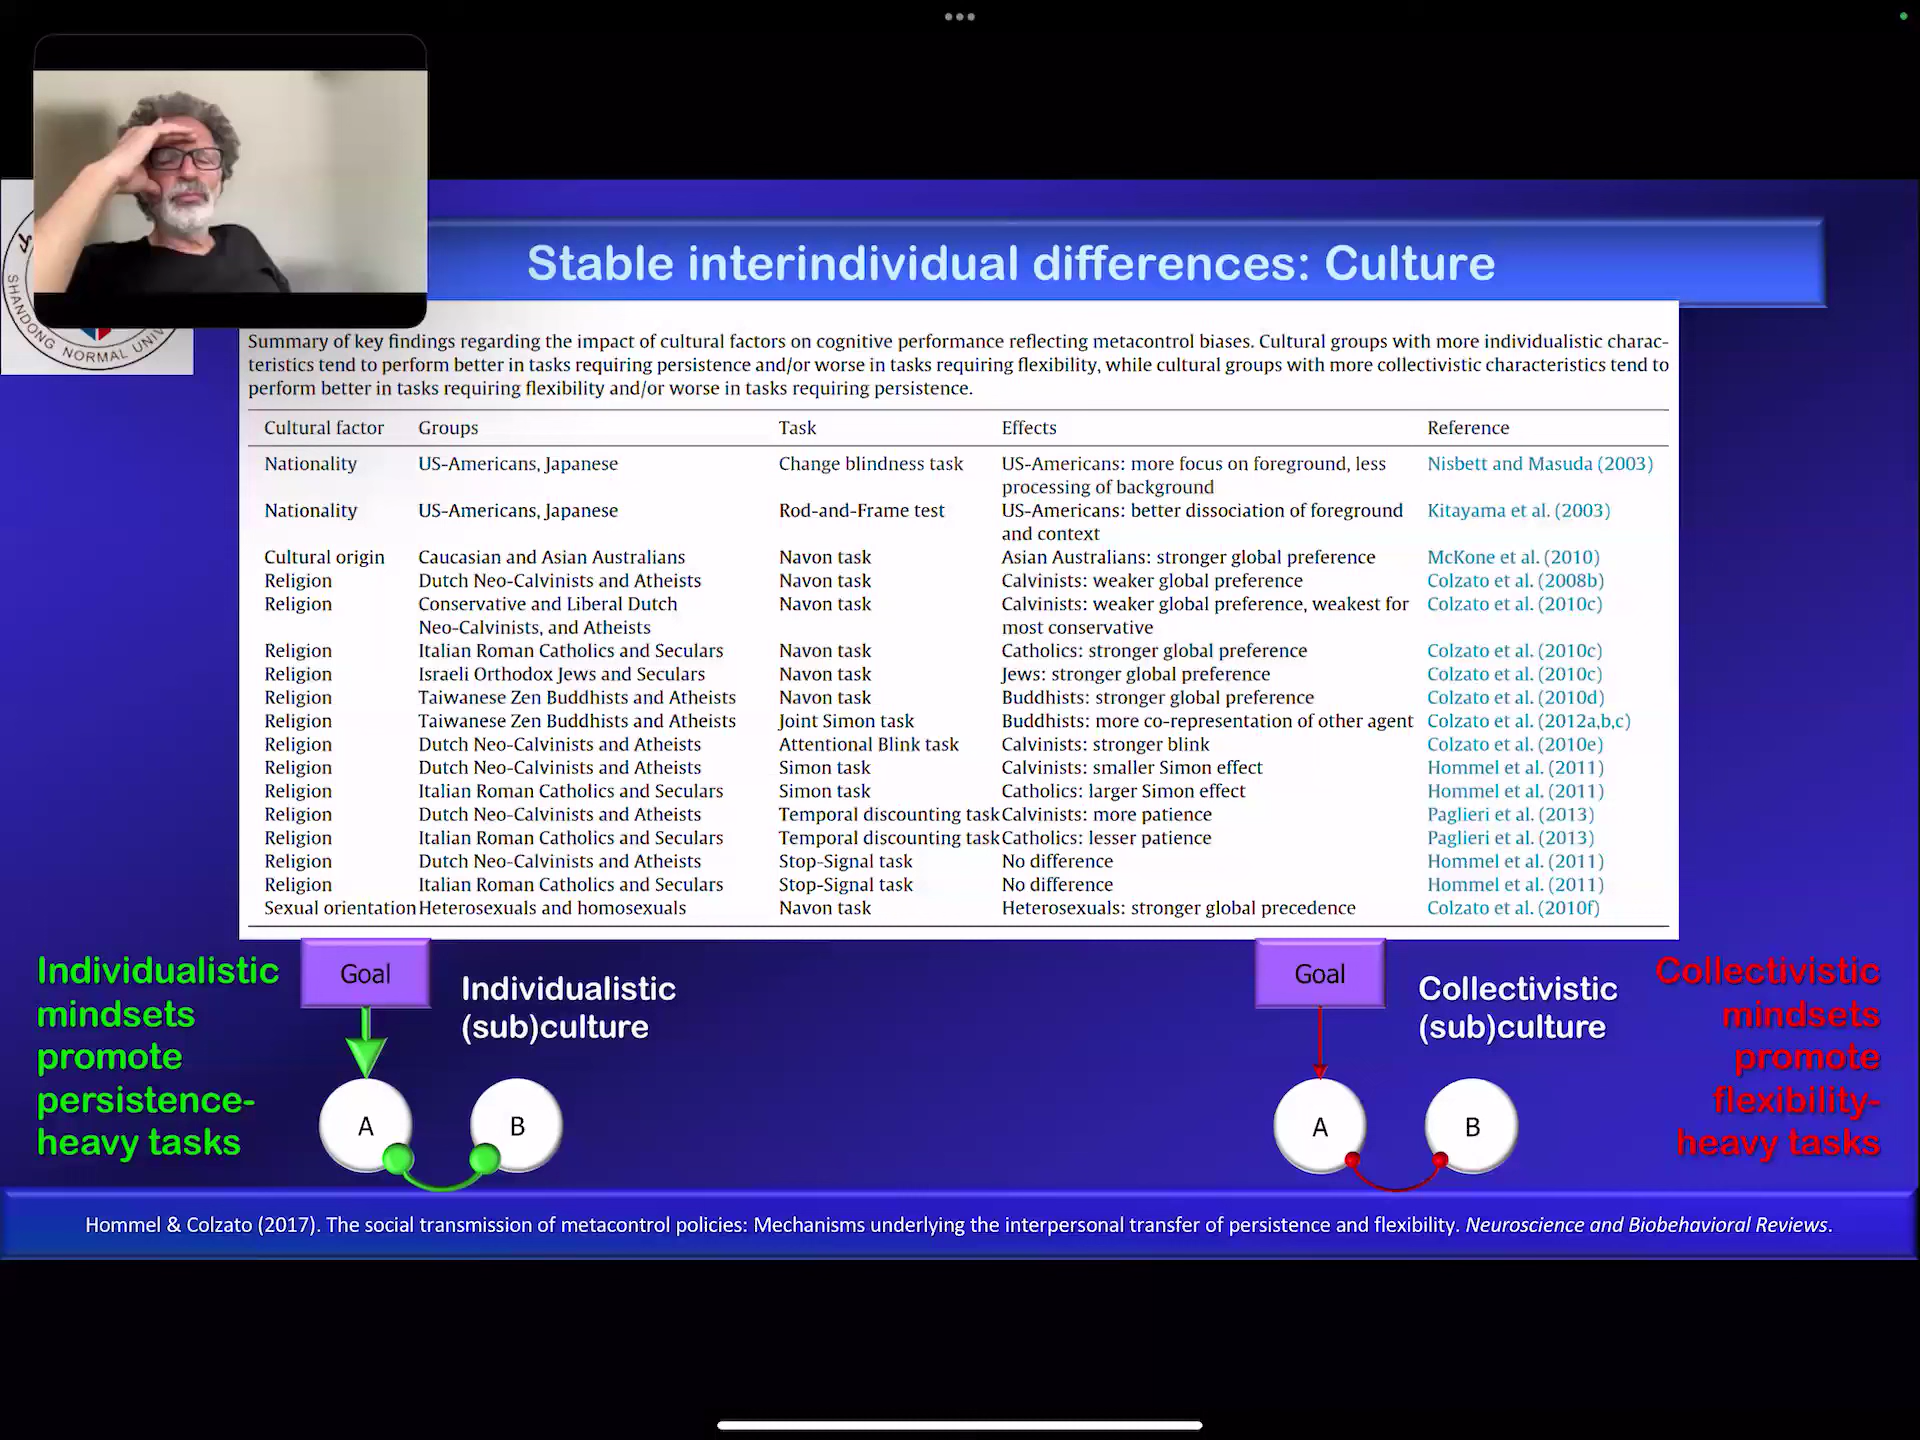 Stable interindividual differences: Culture
SHANDONG NORMAL UNIV
Summary of key findings regarding the impact of cultural factors on cognitive performance reflecting metacontrol biases. Cultural groups with more individualistic charac-
teristics tend to perform better in tasks requiring persistence and/or worse in tasks requiring flexibility, while cultural groups with more collectivistic characteristics tend to
perform better in tasks requiring flexibility and/or worse in tasks requiring persistence.
Cultural factor Groups Task Effects Reference
Nationality US-Americans, Japanese Change blindness task US-Americans: more focus on foreground, less Nisbett and Masuda (2003)
processing of background
Nationality US-Americans, Japanese Rod-and-Frame test US-Americans: better dissociation of foreground Kitayama et al. (2003)
and context
Cultural origin Caucasian and Asian Australians Navon task Asian Australians: stronger global preference McKone et al. (2010)
Religion Dutch Neo-Calvinists and Atheists Navon task Calvinists: weaker global preference Colzato et al. (2008b)
Religion Conservative and Liberal Dutch Navon task Calvinists: weaker global preference, weakest for Colzato et al. (2010c)
Neo-Calvinists, and Atheists most conservative
Religion Italian Roman Catholics and Seculars Navon task Catholics: stronger global preference Colzato et al. (2010c)
Religion Israeli Orthodox Jews and Seculars Navon task Jews: stronger global preference Colzato et al. (2010c)
Religion Taiwanese Zen Buddhists and Atheists Navon task Buddhists: stronger global preference Colzato et al. (2010d)
Religion Taiwanese Zen Buddhists and Atheists Joint Simon task Buddhists: more co-representation of other agent Colzato et al. (2012a,b,c)
Religion Dutch Neo-Calvinists and Atheists Attentional Blink task Calvinists: stronger blink Colzato et al. (2010e)
Religion Dutch Neo-Calvinists and Atheists Simon task Calvinists: smaller Simon effect Hommel et al. (2011)
Religion Italian Roman Catholics and Seculars Simon task Catholics: larger Simon effect Hommel et al. (2011)
Religion Dutch Neo-Calvinists and Atheists Temporal discounting task Calvinists: more patience Paglieri et al. (2013)
Religion Italian Roman Catholics and Seculars Temporal discounting task Catholics: lesser patience Paglieri et al. (2013)
Religion Dutch Neo-Calvinists and Atheists Stop-Signal task No difference Hommel et al. (2011)
Religion Italian Roman Catholics and Seculars Stop-Signal task No difference Hommel et al. (2011)
Sexual orientation Heterosexuals and homosexuals Navon task Heterosexuals: stronger global precedence Colzato et al. (2010f)
Individualistic
mindsets
promote
persistence-
heavy tasks
Goal
Individualistic
(sub)culture
A B
Goal
Collectivistic
(sub)culture
A B
Collectivistic
mindsets
promote
flexibility-
heavy tasks
Hommel & Colzato (2017). The social transmission of metacontrol policies: Mechanisms underlying the interpersonal transfer of persistence and flexibility. Neuroscience and Biobehavioral Reviews.